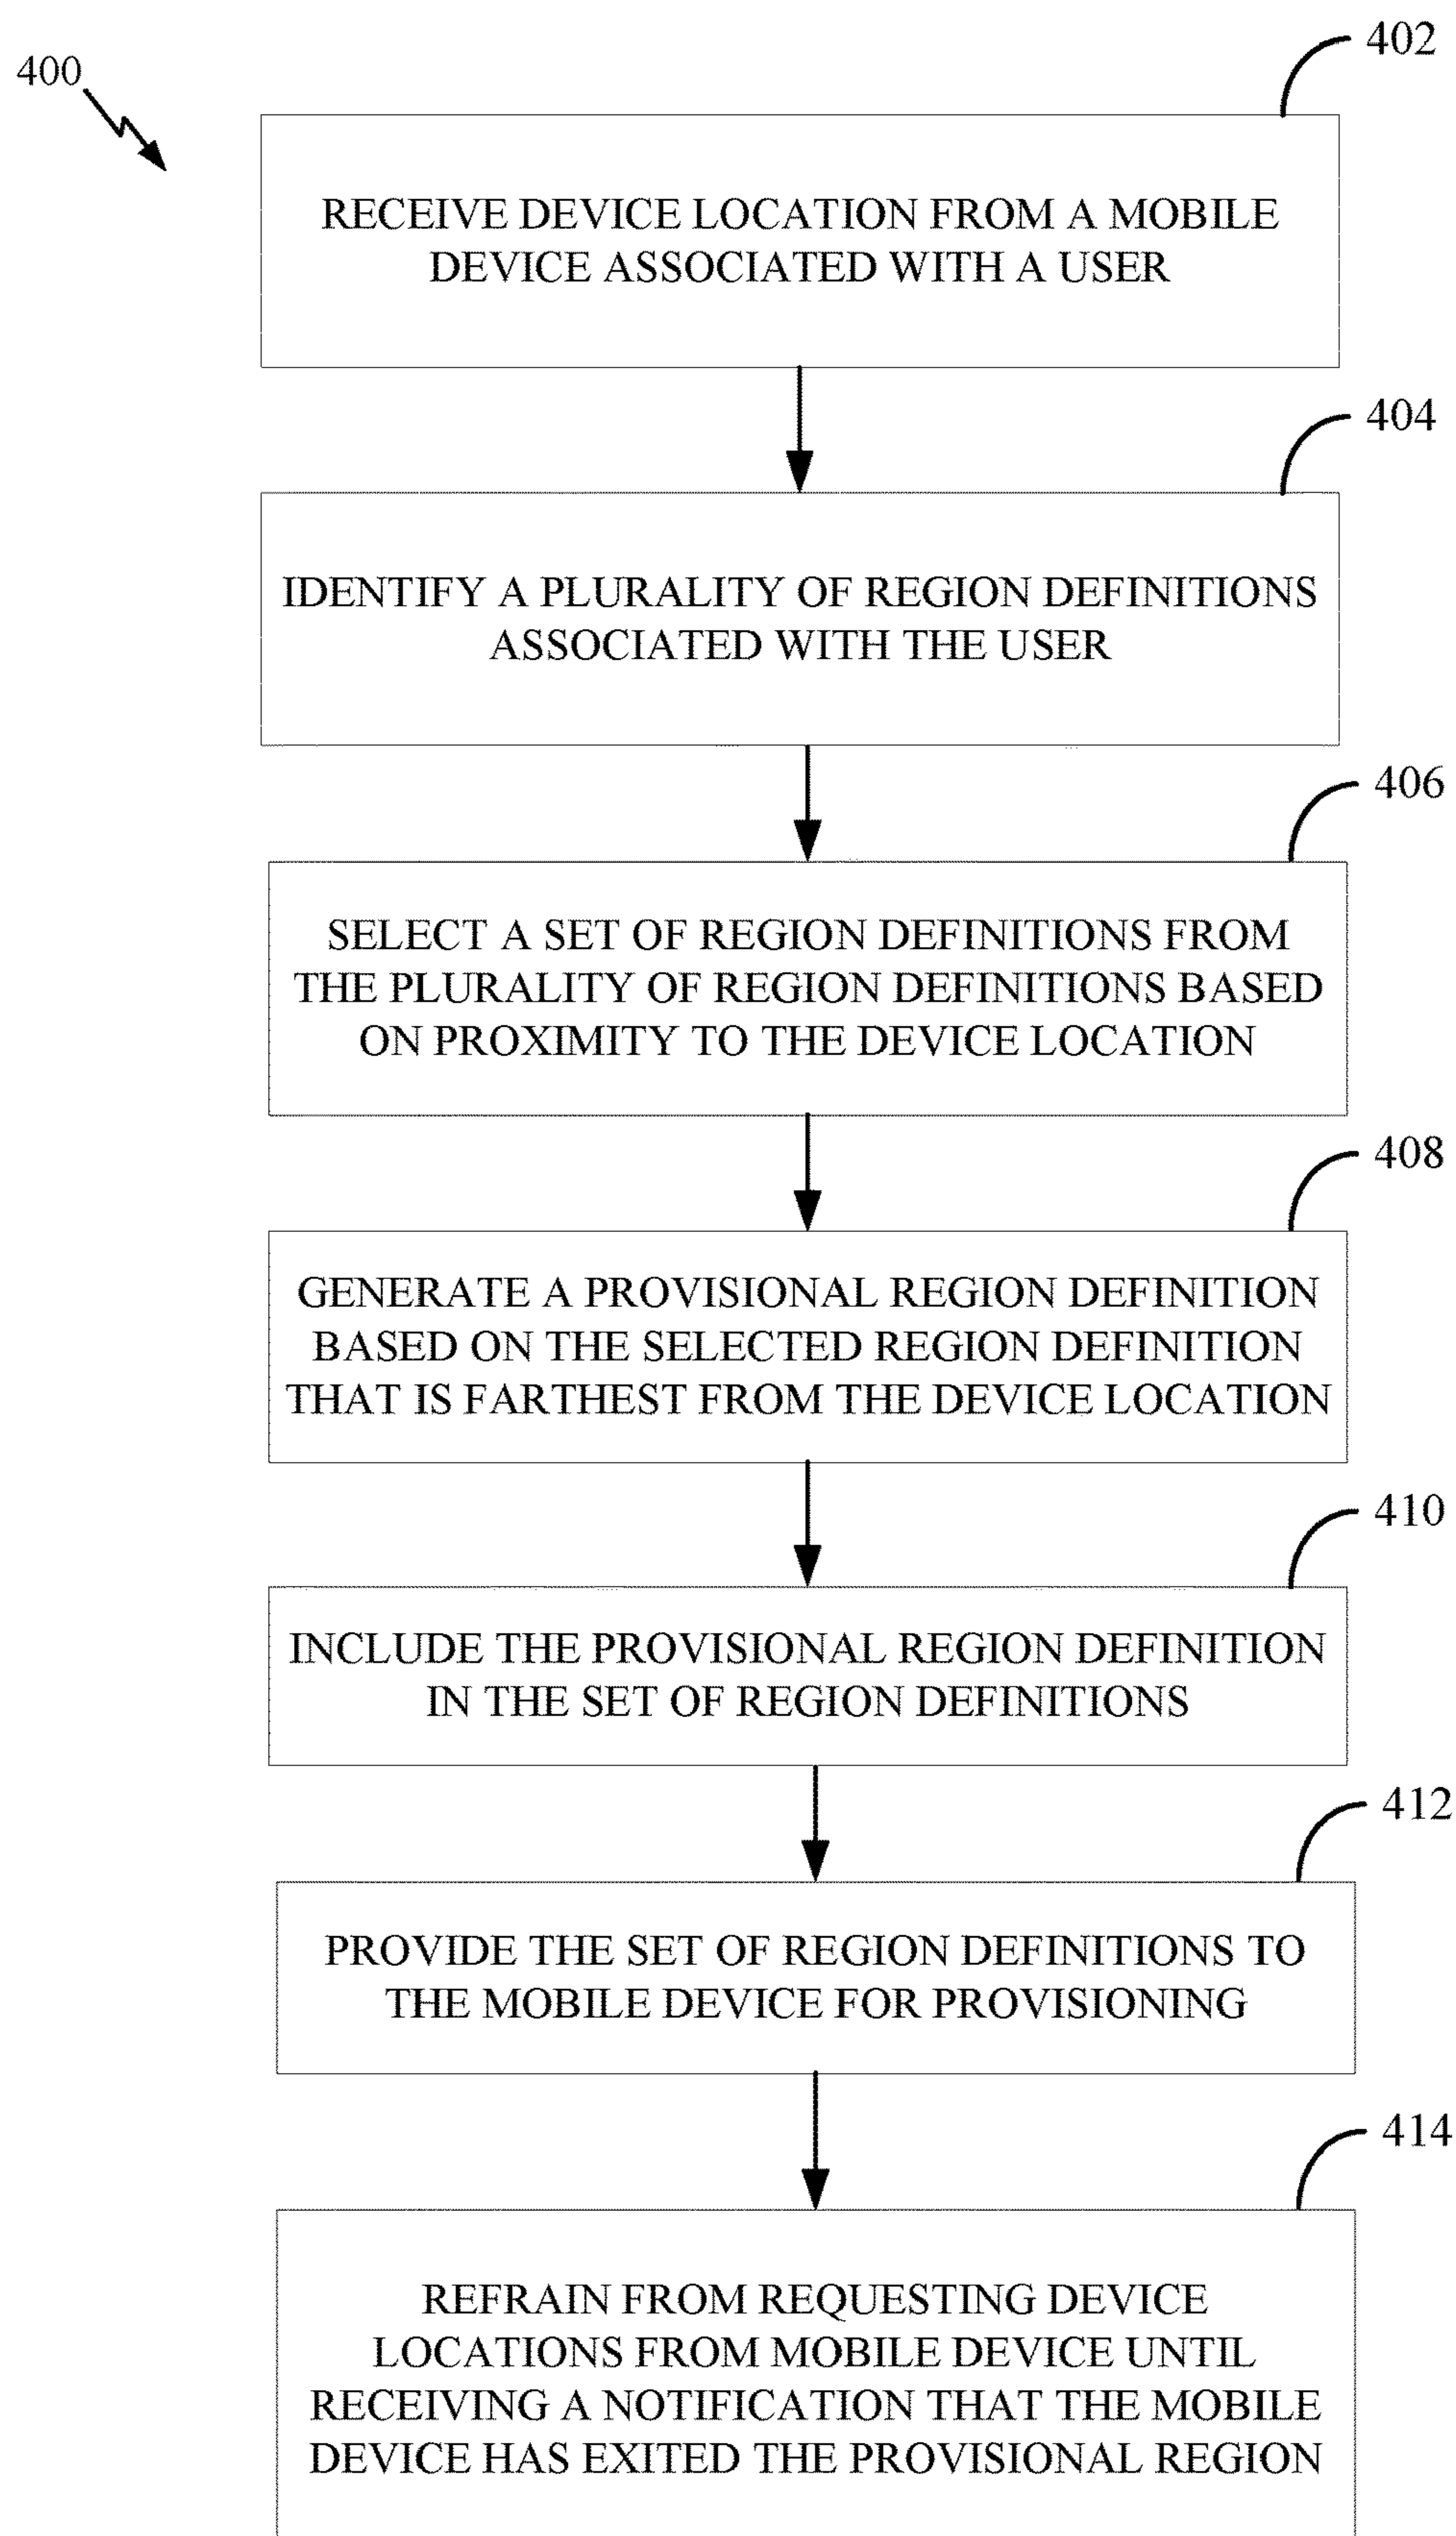 400
402
RECEIVE DEVICE LOCATION FROM A MOBILE
DEVICE ASSOCIATED WITH A USER
404
IDENTIFY A PLURALITY OF REGION DEFINITIONS
ASSOCIATED WITH THE USER
406
SELECT A SET OF REGION DEFINITIONS FROM
THE PLURALITY OF REGION DEFINITIONS BASED
ON PROXIMITY TO THE DEVICE LOCATION
408
GENERATE A PROVISIONAL REGION DEFINITION
BASED ON THE SELECTED REGION DEFINITION
THAT IS FARTHEST FROM THE DEVICE LOCATION
410
INCLUDE THE PROVISIONAL REGION DEFINITION
IN THE SET OF REGION DEFINITIONS
412
PROVIDE THE SET OF REGION DEFINITIONS TO
THE MOBILE DEVICE FOR PROVISIONING
414
REFRAIN FROM REQUESTING DEVICE
LOCATIONS FROM MOBILE DEVICE UNTIL
RECEIVING A NOTIFICATION THAT THE MOBILE
DEVICE HAS EXITED THE PROVISIONAL REGION